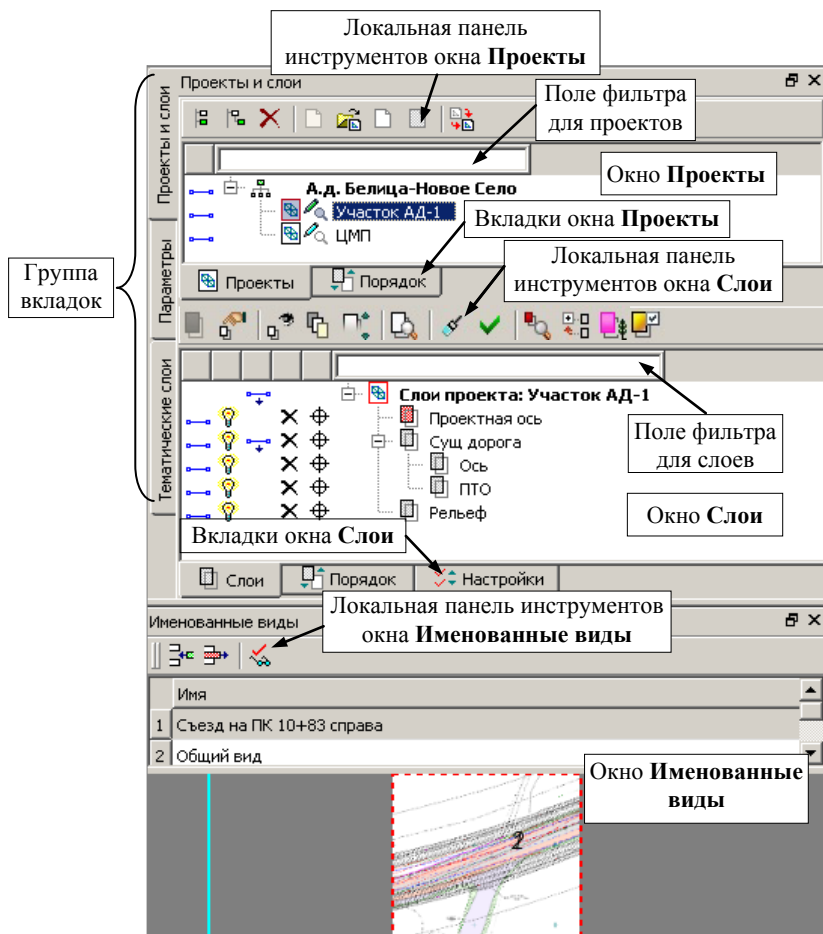 Локальная панель
инструментов окна Проекты
Проекты и слои
Поле фильтра
для проектов
Окно Проекты
А.д. Белица-Новое Село
Участок АД-1
ЦМП
Вкладки окна Проекты
Проекты
Порядок
Локальная панель
инструментов окна Слои
Группа
вкладок
Проекты и слои
Параметры
Тематические слои
Слои проекта: Участок АД-1
Проектная ось
Сущ дорога
Ось
ПТО
Рельеф
Поле фильтра
для слоев
Окно Слои
Вкладки окна Слои
Слои
Порядок
Настройки
Именованные виды
Локальная панель инструментов
окна Именованные виды
Имя
1 Съезд на ПК 10+83 справа
2 Общий вид
Окно Именованные
виды
2